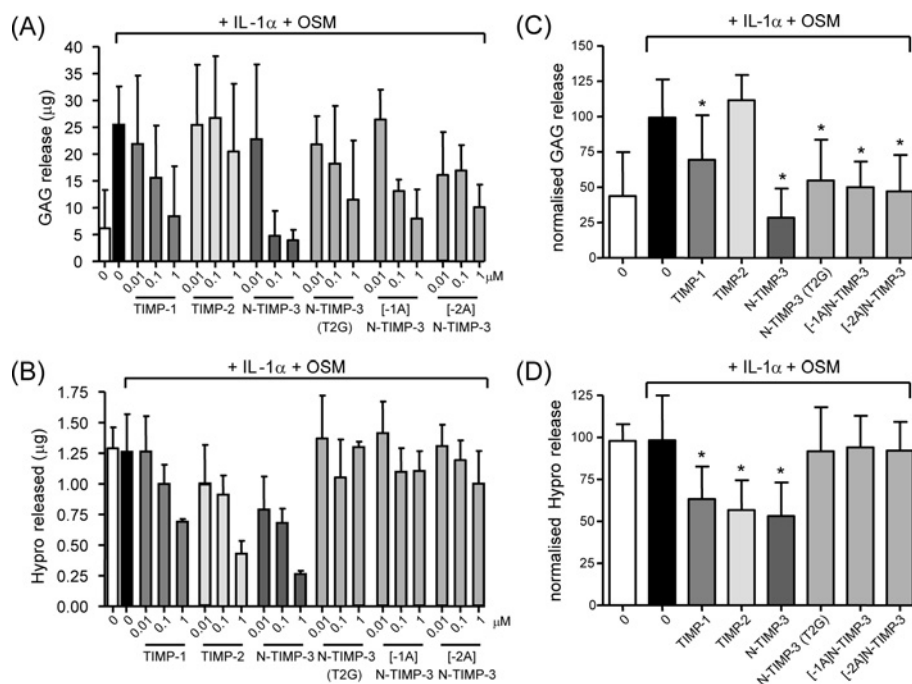 (A)
+ IL-1α + OSM
GAG release (μg)
40
35
30
25
20
15
10
5
0
0 0 0.01 0.1 1 0.01 0.1 1 0.01 0.1 1 0.01 0.1 1 0.01 0.1 1 0.01 0.1 1 μM
TIMP-1 TIMP-2 N-TIMP-3 N-TIMP-3 [-1A] [-2A]
(T2G) N-TIMP-3 N-TIMP-3
(B)
+ IL-1α + OSM
Hypro released (μg)
1.75
1.50
1.25
1.00
0.75
0.50
0.25
0.00
0 0 0.01 0.1 1 0.01 0.1 1 0.01 0.1 1 0.01 0.1 1 0.01 0.1 1 0.01 0.1 1 μM
TIMP-1 TIMP-2 N-TIMP-3 N-TIMP-3 [-1A] [-2A]
(T2G) N-TIMP-3 N-TIMP-3
(C)
+ IL-1α + OSM
normalised GAG release
150
125
100
75
50
25
0
* * * * *
0
0
TIMP-1
TIMP-2
N-TIMP-3
N-TIMP-3 (T2G)
[-1A]N-TIMP-3
[-2A]N-TIMP-3
(D)
+ IL-1α + OSM
normalised Hypro release
125
100
75
50
25
0
* * *
0
0
TIMP-1
TIMP-2
N-TIMP-3
N-TIMP-3 (T2G)
[-1A]N-TIMP-3
[-2A]N-TIMP-3